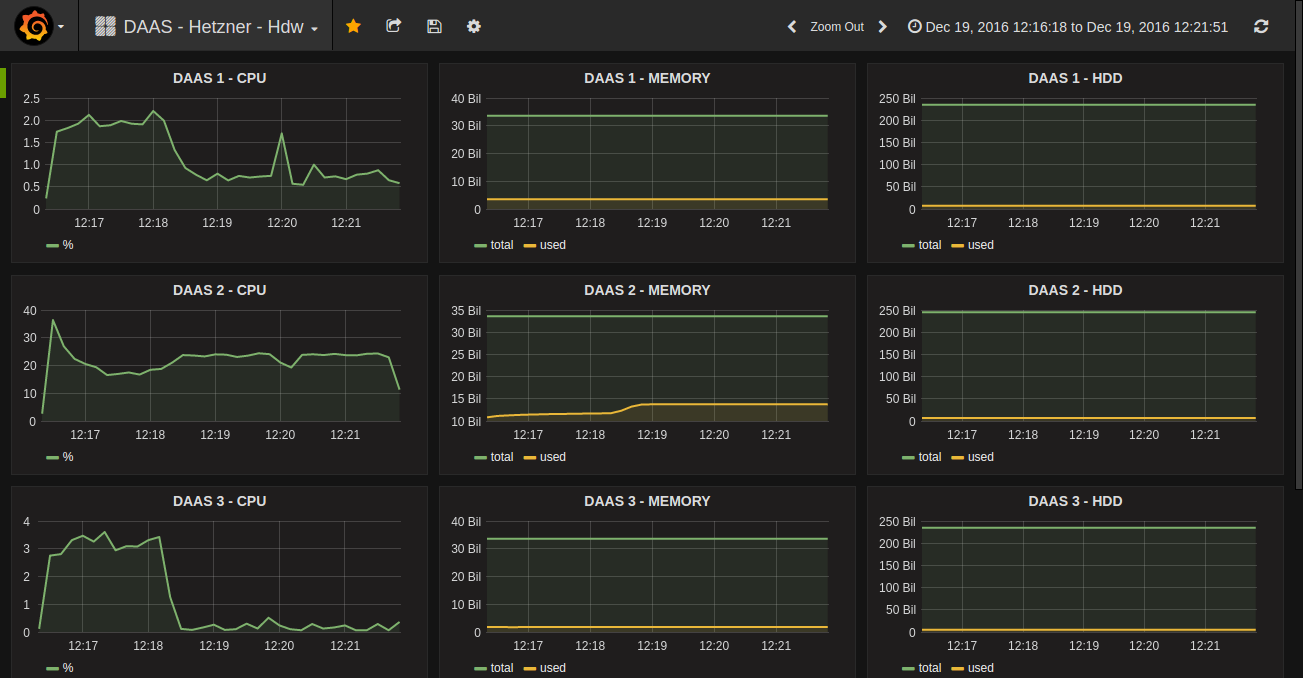 DAAS - Hetzner - Hdw
Zoom Out
Dec 19, 2016 12:16:18 to Dec 19, 2016 12:21:51
DAAS 1 - CPU
2.5
2.0
1.5
1.0
0.5
0
12:17 12:18 12:19 12:20 12:21
%
DAAS 1 - MEMORY
40 Bil
30 Bil
20 Bil
10 Bil
0
12:17 12:18 12:19 12:20 12:21
total used
DAAS 1 - HDD
250 Bil
200 Bil
150 Bil
100 Bil
50 Bil
0
12:17 12:18 12:19 12:20 12:21
total used
DAAS 2 - CPU
40
30
20
10
0
12:17 12:18 12:19 12:20 12:21
%
DAAS 2 - MEMORY
35 Bil
30 Bil
25 Bil
20 Bil
15 Bil
10 Bil
12:17 12:18 12:19 12:20 12:21
total used
DAAS 2 - HDD
250 Bil
200 Bil
150 Bil
100 Bil
50 Bil
0
12:17 12:18 12:19 12:20 12:21
total used
DAAS 3 - CPU
4
3
2
1
0
12:17 12:18 12:19 12:20 12:21
%
DAAS 3 - MEMORY
40 Bil
30 Bil
20 Bil
10 Bil
0
12:17 12:18 12:19 12:20 12:21
total used
DAAS 3 - HDD
250 Bil
200 Bil
150 Bil
100 Bil
50 Bil
0
12:17 12:18 12:19 12:20 12:21
total used